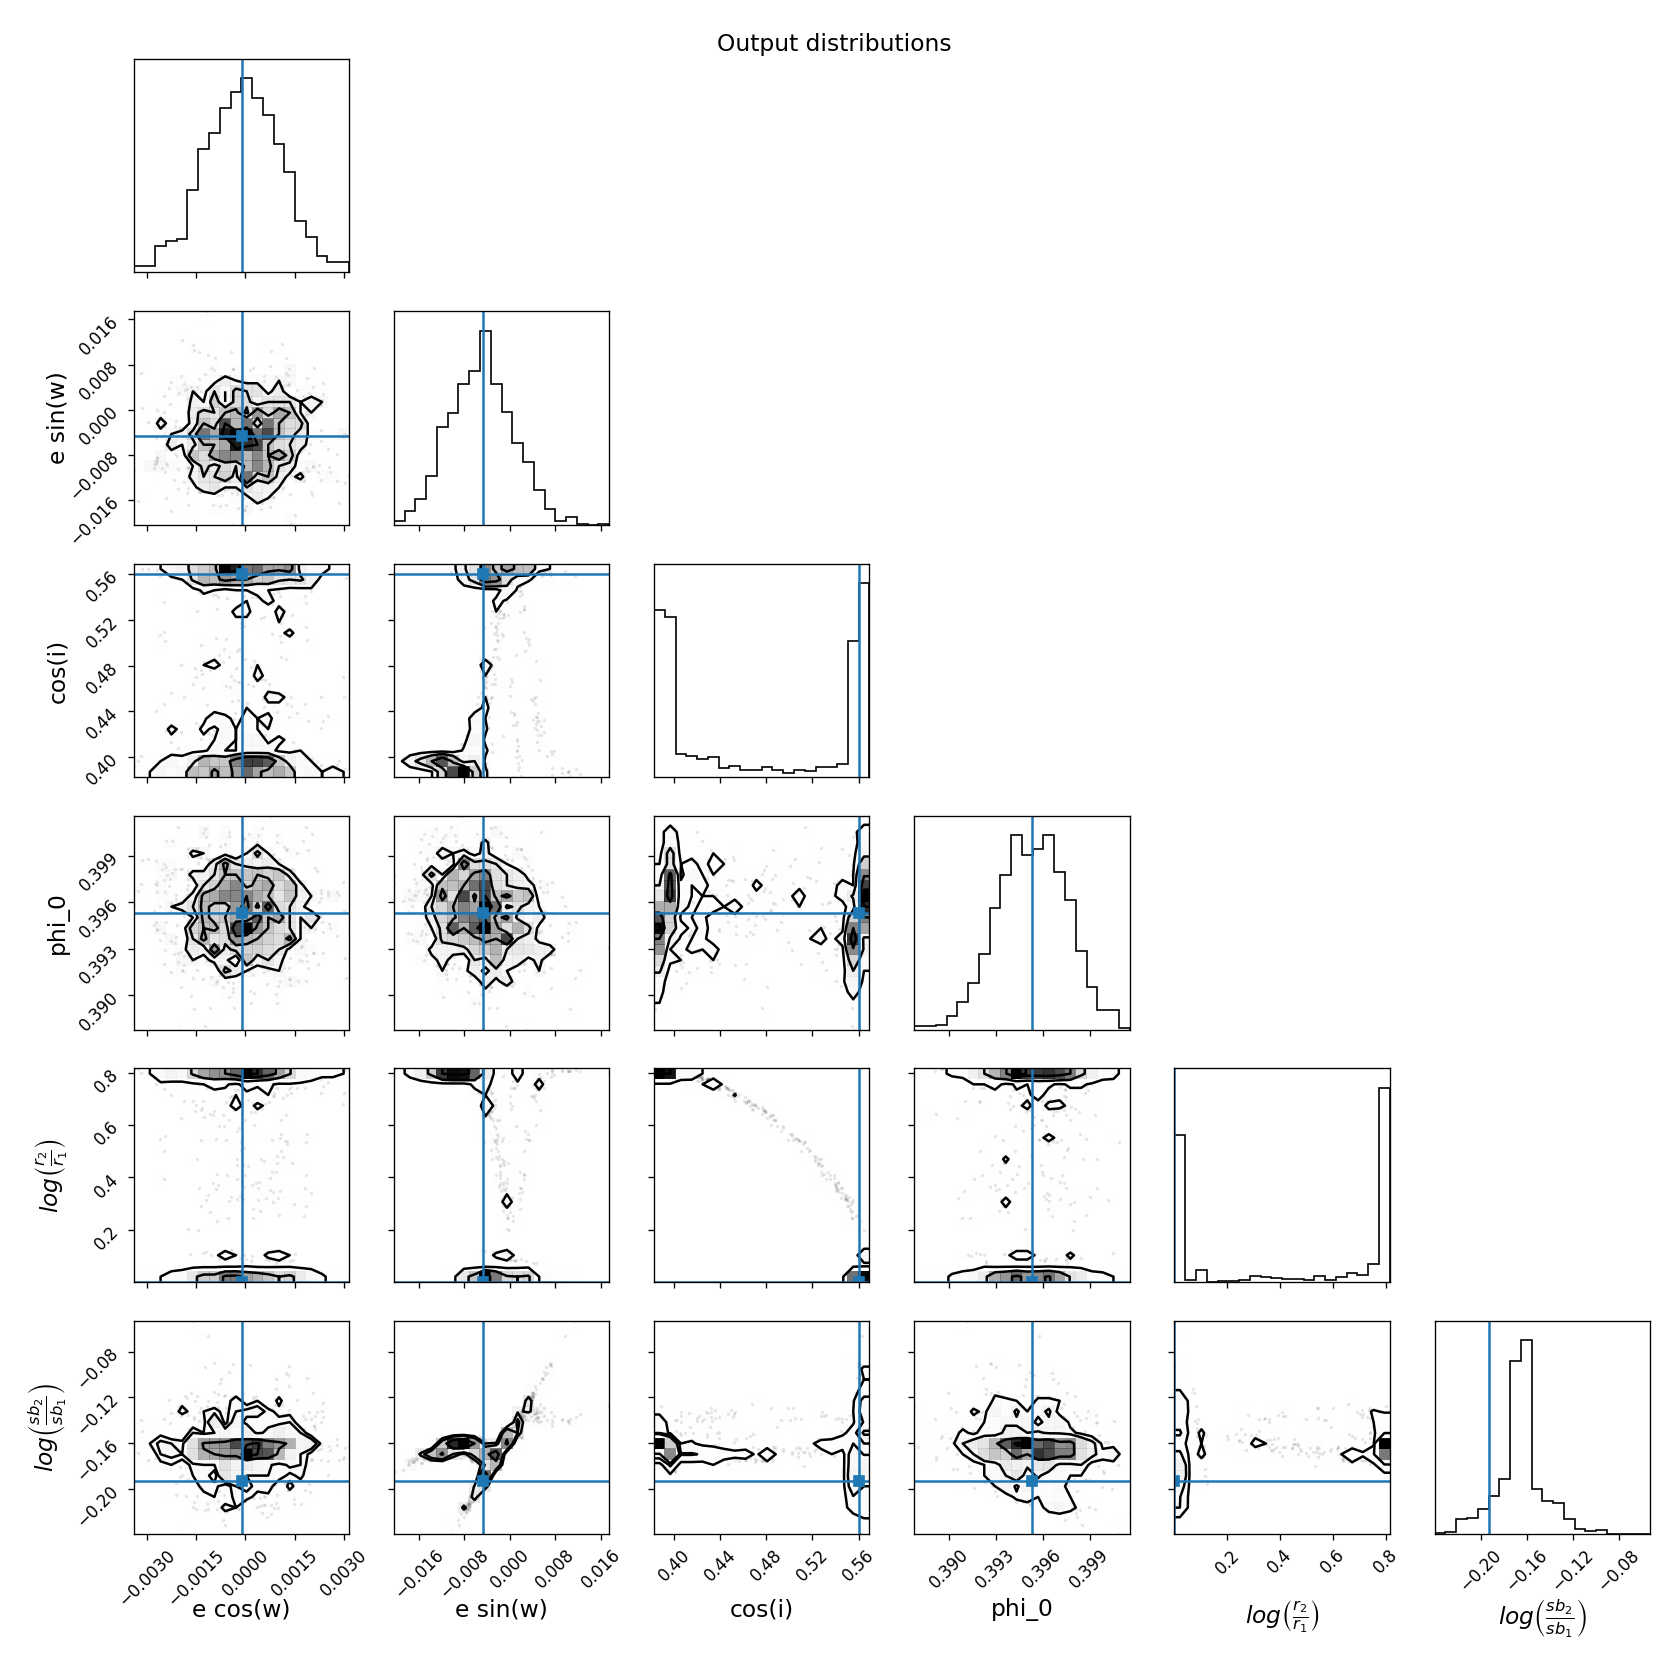 Output distributions
0.016
0.008
0.000
−0.008
−0.016
e sin(w)
0.56
0.52
0.48
0.44
0.40
cos(i)
0.399
0.396
0.393
0.390
phi_0
0.8
0.6
0.4
0.2
log(r₂/r₁)
−0.08
−0.12
−0.16
−0.20
log(sb₂/sb₁)
−0.0030 −0.0015 0.0000 0.0015 0.0030
e cos(w)
−0.016 −0.008 0.000 0.008 0.016
e sin(w)
0.40 0.44 0.48 0.52 0.56
cos(i)
0.390 0.393 0.396 0.399
phi_0
0.2 0.4 0.6 0.8
log(r₂/r₁)
−0.20 −0.16 −0.12 −0.08
log(sb₂/sb₁)